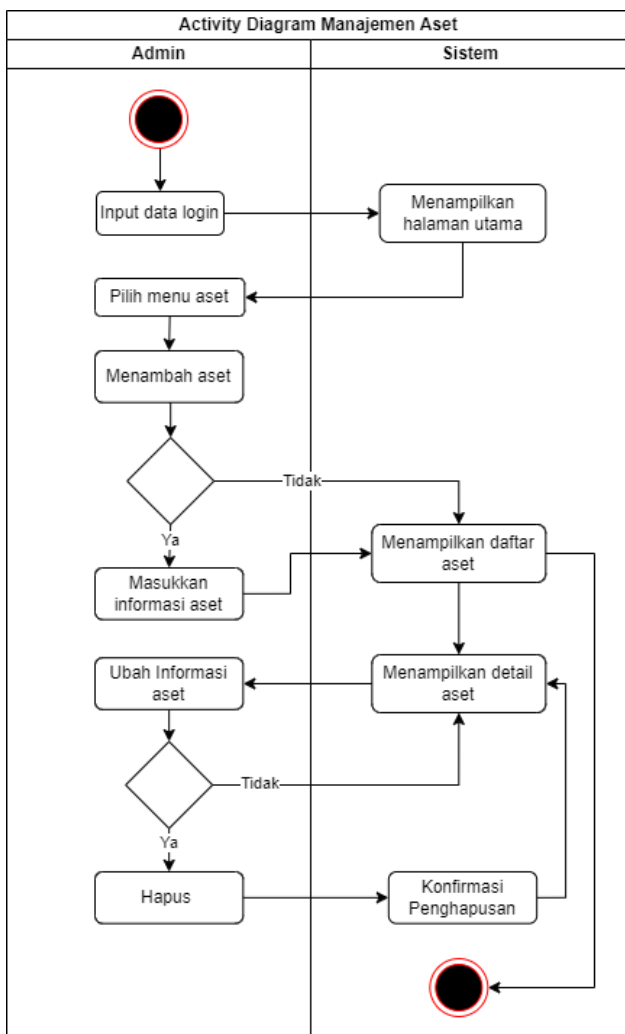 Activity Diagram Manajemen Aset
Admin
Sistem
Input data login
Menampilkan
halaman utama
Pilih menu aset
Menambah aset
Tidak
Ya
Menampilkan daftar
aset
Masukkan
informasi aset
Ubah Informasi
aset
Menampilkan detail
aset
Tidak
Ya
Hapus
Konfirmasi
Penghapusan